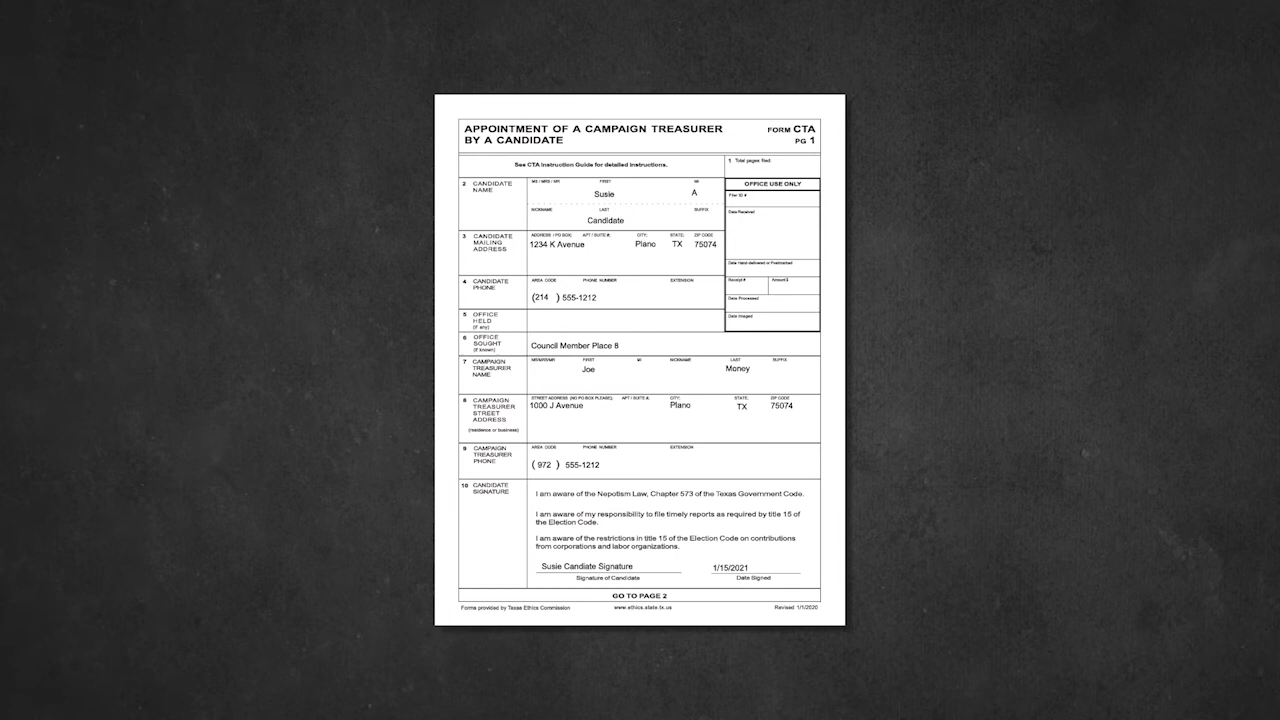 APPOINTMENT OF A CAMPAIGN TREASURER
BY A CANDIDATE
FORM CTA
PG 1
See CTA Instruction Guide for detailed instructions.
1 Total pages filed:
2 CANDIDATE
NAME
MS / MRS / MR FIRST MI
Susie A
NICKNAME LAST SUFFIX
Candidate
OFFICE USE ONLY
Filer ID #
Date Received
3 CANDIDATE
MAILING
ADDRESS
ADDRESS / PO BOX; APT / SUITE #; CITY; STATE; ZIP CODE
1234 K Avenue Plano TX 75074
Date Hand-delivered or Postmarked
4 CANDIDATE
PHONE
AREA CODE PHONE NUMBER EXTENSION
(214 ) 555-1212
Receipt # Amount $
Date Processed
Date Imaged
5 OFFICE
HELD
(if any)
6 OFFICE
SOUGHT
(if known)
Council Member Place 8
7 CAMPAIGN
TREASURER
NAME
MS/MRS/MR FIRST MI NICKNAME LAST SUFFIX
Joe Money
8 CAMPAIGN
TREASURER
STREET
ADDRESS
(residence or business)
STREET ADDRESS (NO PO BOX PLEASE); APT / SUITE #; CITY; STATE; ZIP CODE
1000 J Avenue Plano TX 75074
9 CAMPAIGN
TREASURER
PHONE
AREA CODE PHONE NUMBER EXTENSION
( 972 ) 555-1212
10 CANDIDATE
SIGNATURE
I am aware of the Nepotism Law, Chapter 573 of the Texas Government Code.
I am aware of my responsibility to file timely reports as required by title 15 of
the Election Code.
I am aware of the restrictions in title 15 of the Election Code on contributions
from corporations and labor organizations.
Susie Candiate Signature 1/15/2021
Signature of Candidate Date Signed
GO TO PAGE 2
Forms provided by Texas Ethics Commission www.ethics.state.tx.us Revised 1/1/2020